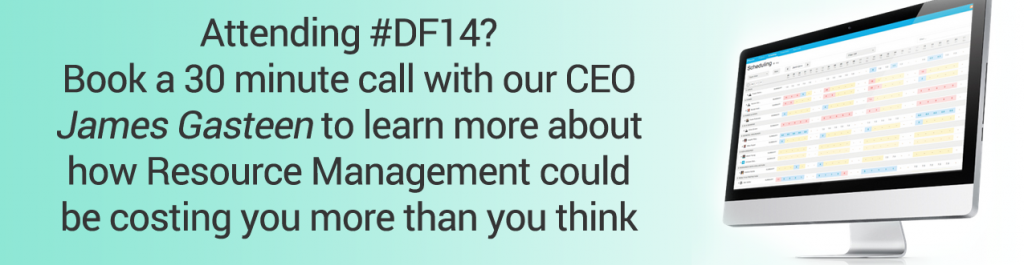 Attending #DF14?
Book a 30 minute call with our CEO
James Gasteen to learn more about
how Resource Management could
be costing you more than you think
Scheduling